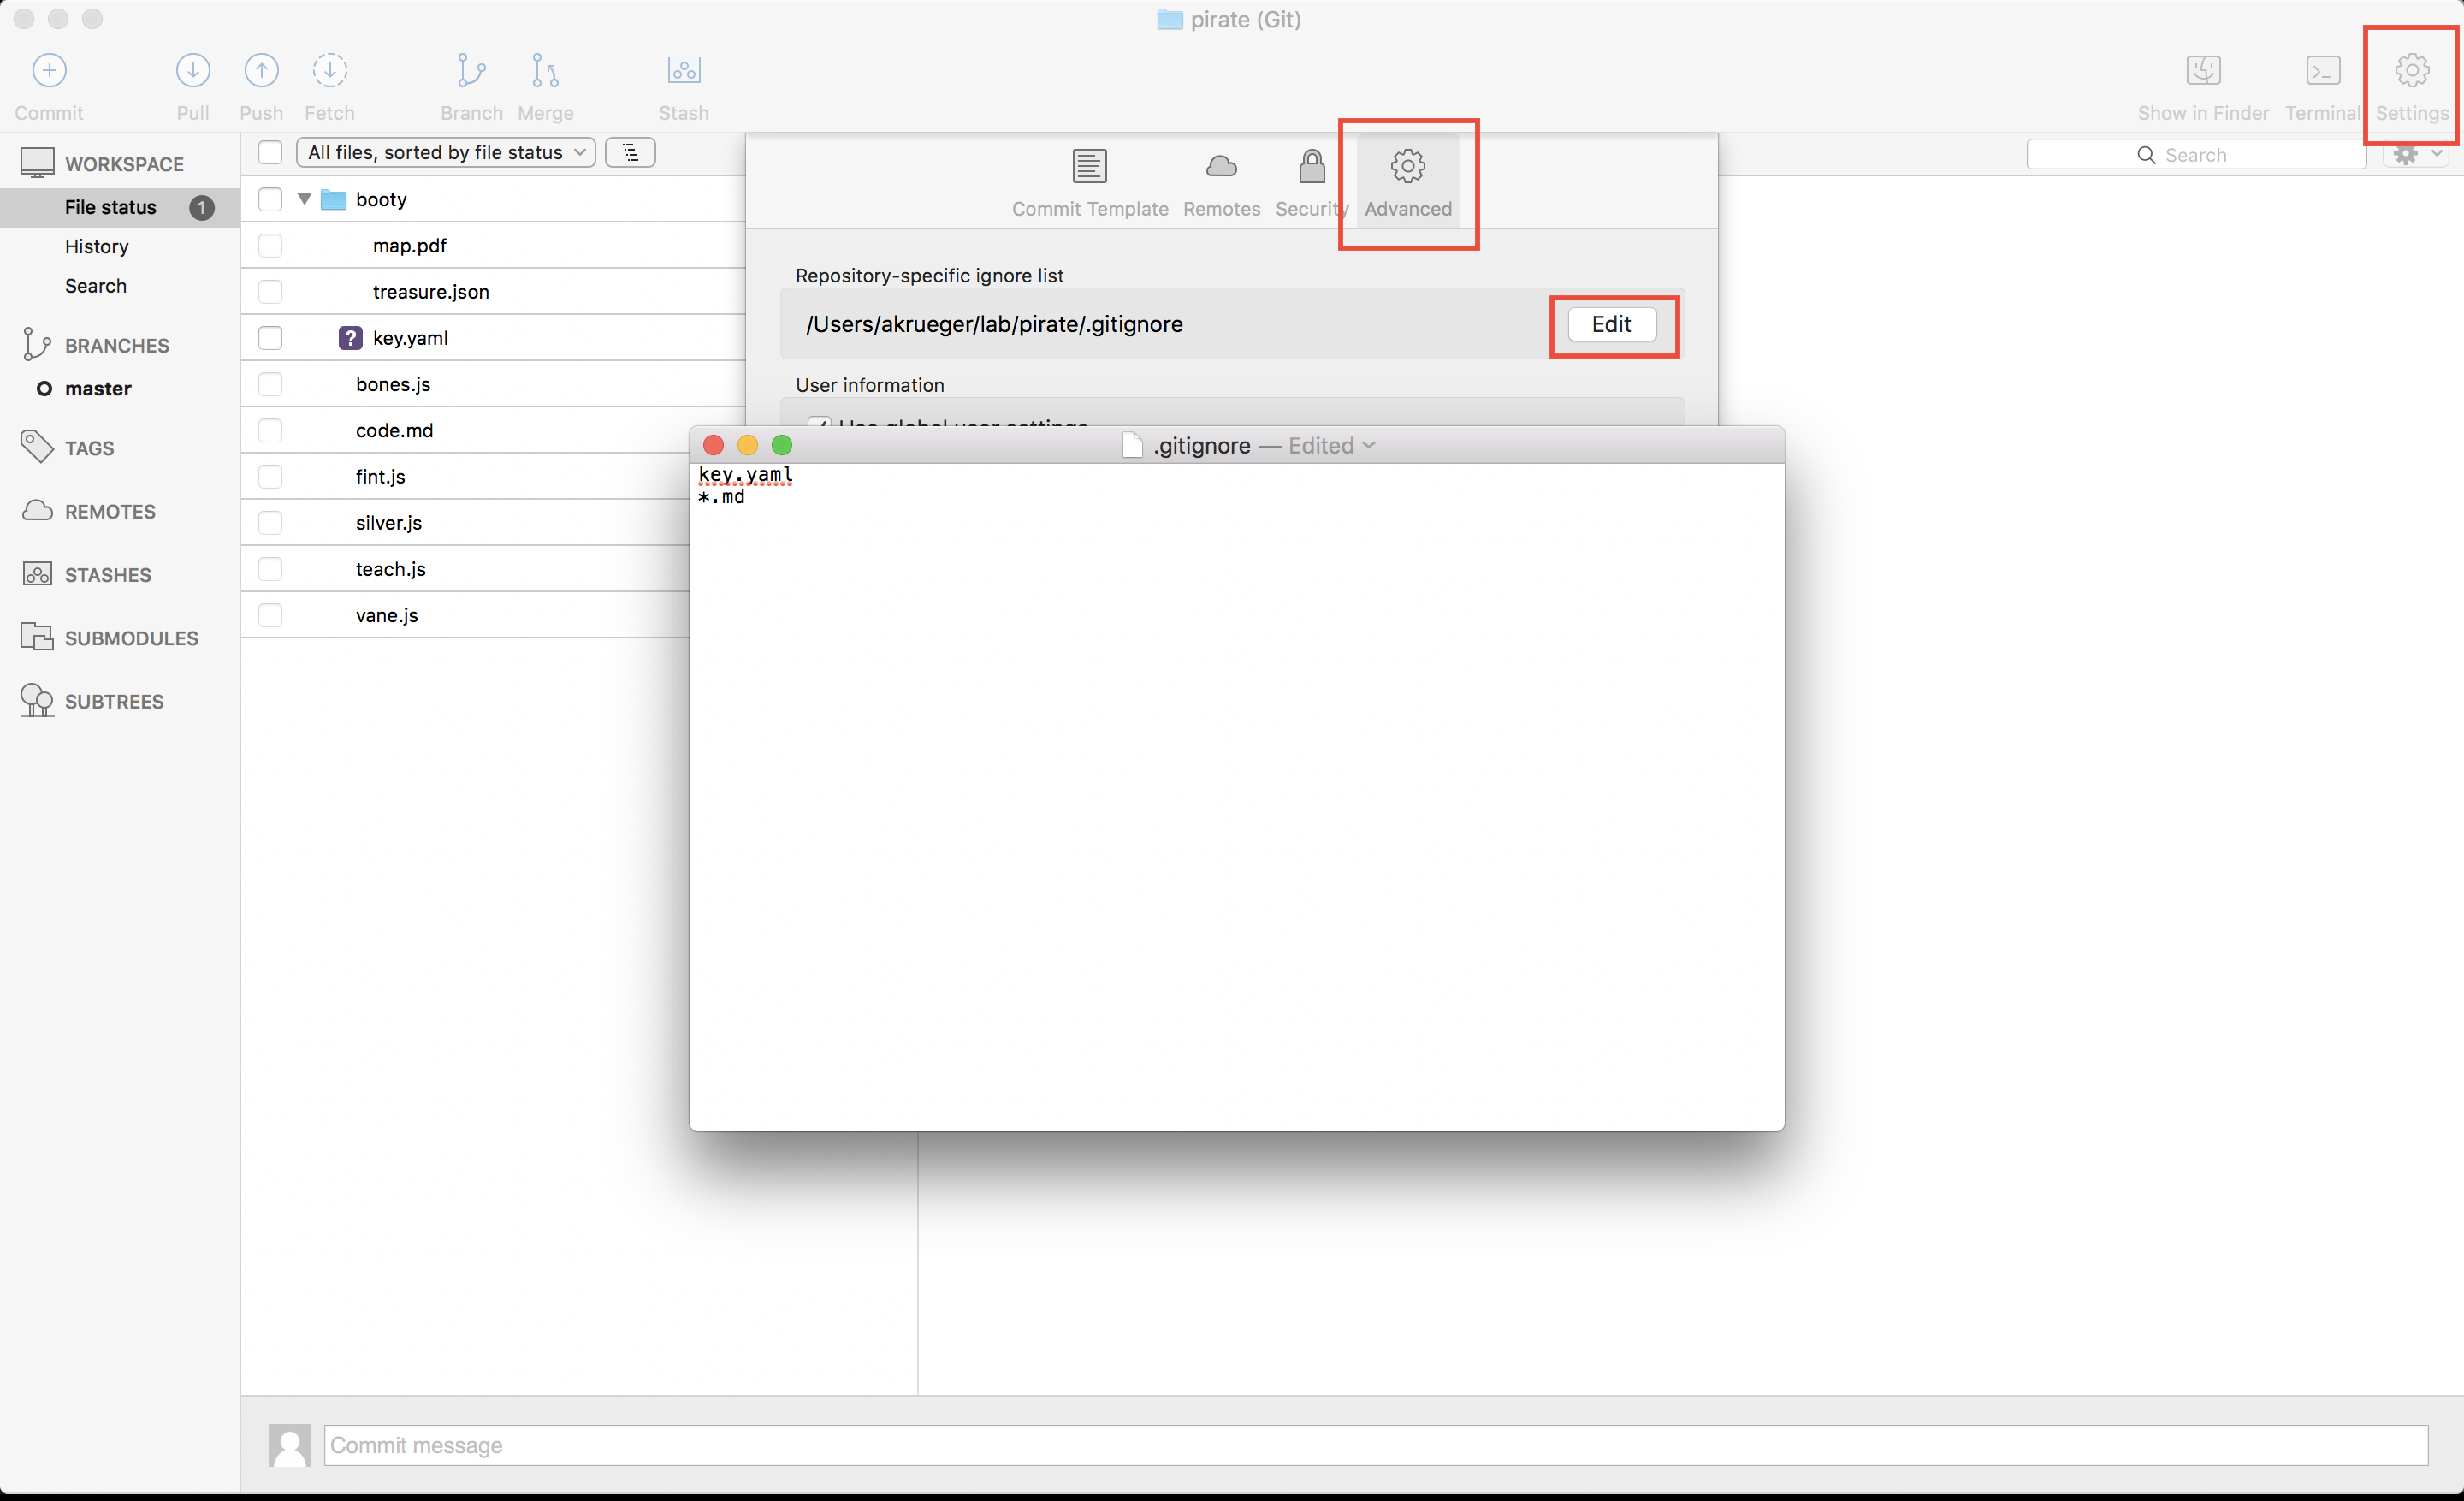 pirate (Git)
Commit
Pull
Push
Fetch
Branch
Merge
Stash
Show in Finder
Terminal
Settings
WORKSPACE
File status 1
History
Search
BRANCHES
master
TAGS
REMOTES
STASHES
SUBMODULES
SUBTREES
All files, sorted by file status
booty
map.pdf
treasure.json
? key.yaml
bones.js
code.md
fint.js
silver.js
teach.js
vane.js
Search
Commit Template
Remotes
Security
Advanced
Repository-specific ignore list
/Users/akrueger/lab/pirate/.gitignore
Edit
User information
Use global user settings
.gitignore — Edited
key.yaml
*.md
Commit message